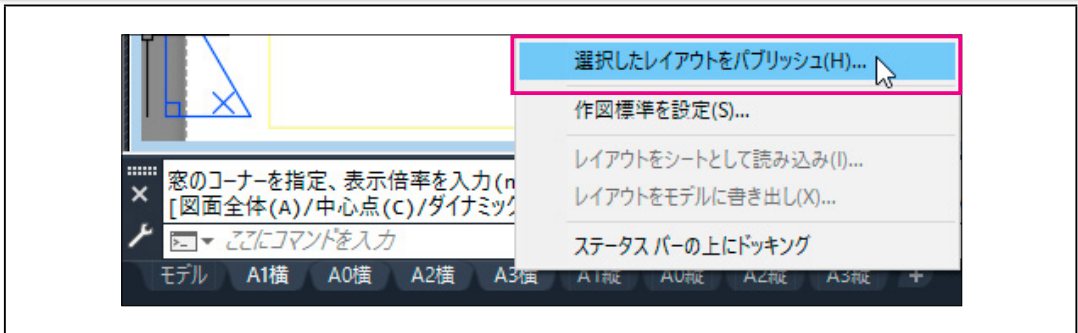 選択したレイアウトをパブリッシュ(H)...
作図標準を設定(S)...
レイアウトをシートとして読み込み(I)...
レイアウトをモデルに書き出し(X)...
ステータス バーの上にドッキング
窓のコーナーを指定、表示倍率を入力(n
[図面全体(A)/中心点(C)/ダイナミック
ここにコマンドを入力
モデル A1横 A0横 A2横 A3横 A1縦 A0縦 A2縦 A3縦 +